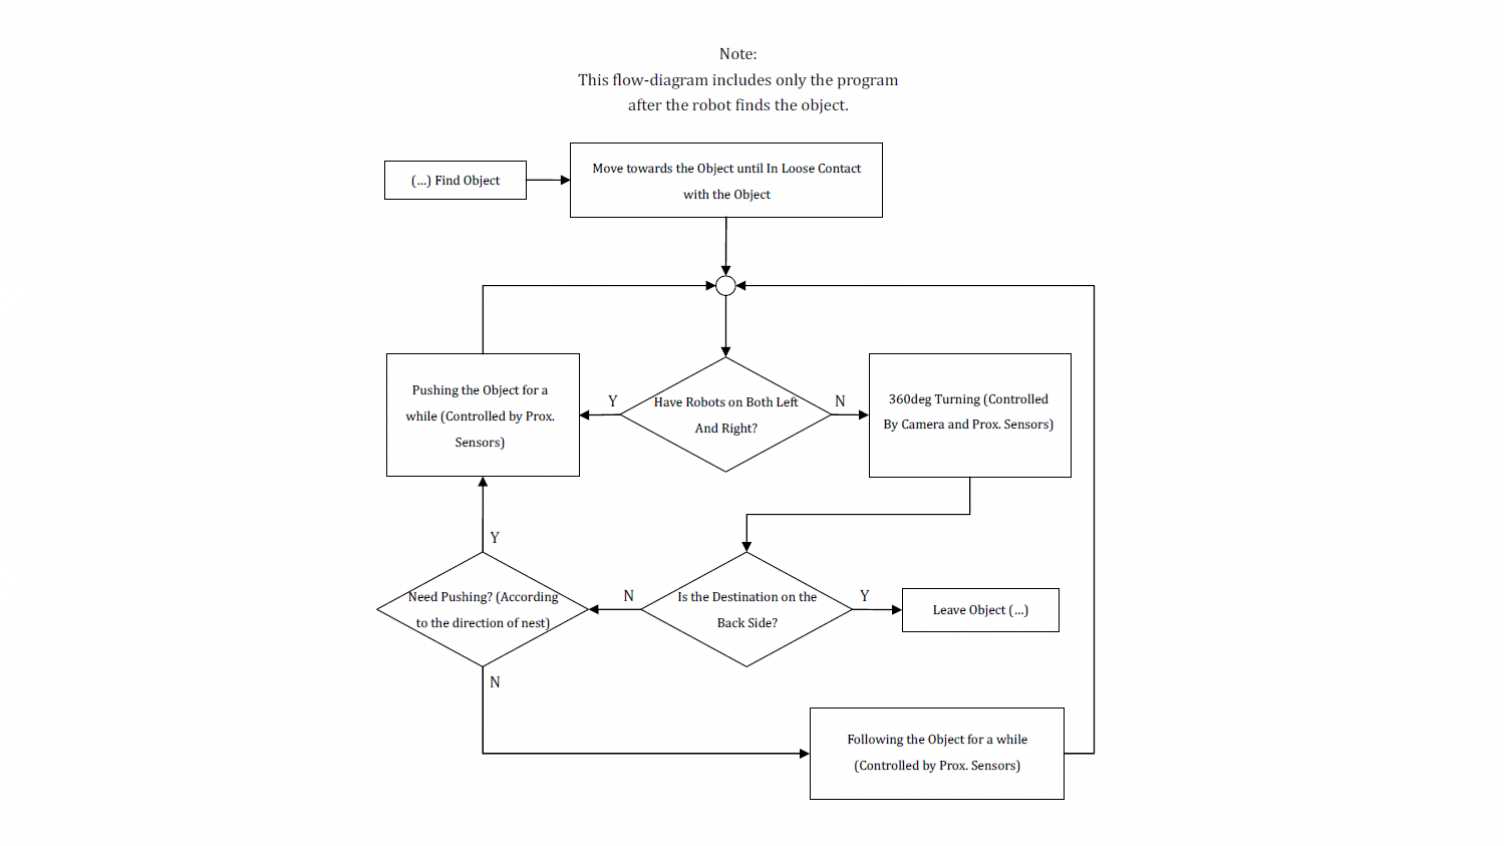 Note:
This flow-diagram includes only the program
after the robot finds the object.
(...) Find Object
Move towards the Object until In Loose Contact
with the Object
Pushing the Object for a
while (Controlled by Prox.
Sensors)
Y
Have Robots on Both Left
And Right?
N
360deg Turning (Controlled
By Camera and Prox. Sensors)
Y
Need Pushing? (According
to the direction of nest)
N
Is the Destination on the
Back Side?
Y
Leave Object (...)
N
Following the Object for a while
(Controlled by Prox. Sensors)